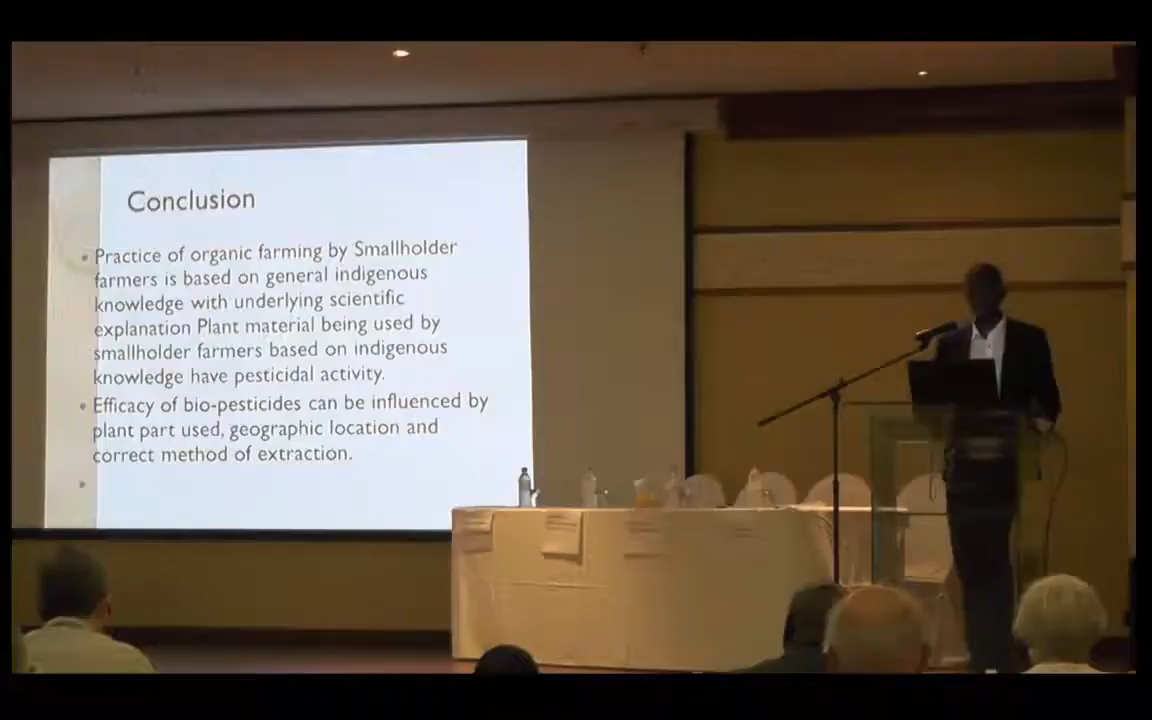 Conclusion
• Practice of organic farming by Smallholder
farmers is based on general indigenous
knowledge with underlying scientific
explanation Plant material being used by
smallholder farmers based on indigenous
knowledge have pesticidal activity.
• Efficacy of bio-pesticides can be influenced by
plant part used, geographic location and
correct method of extraction.
•